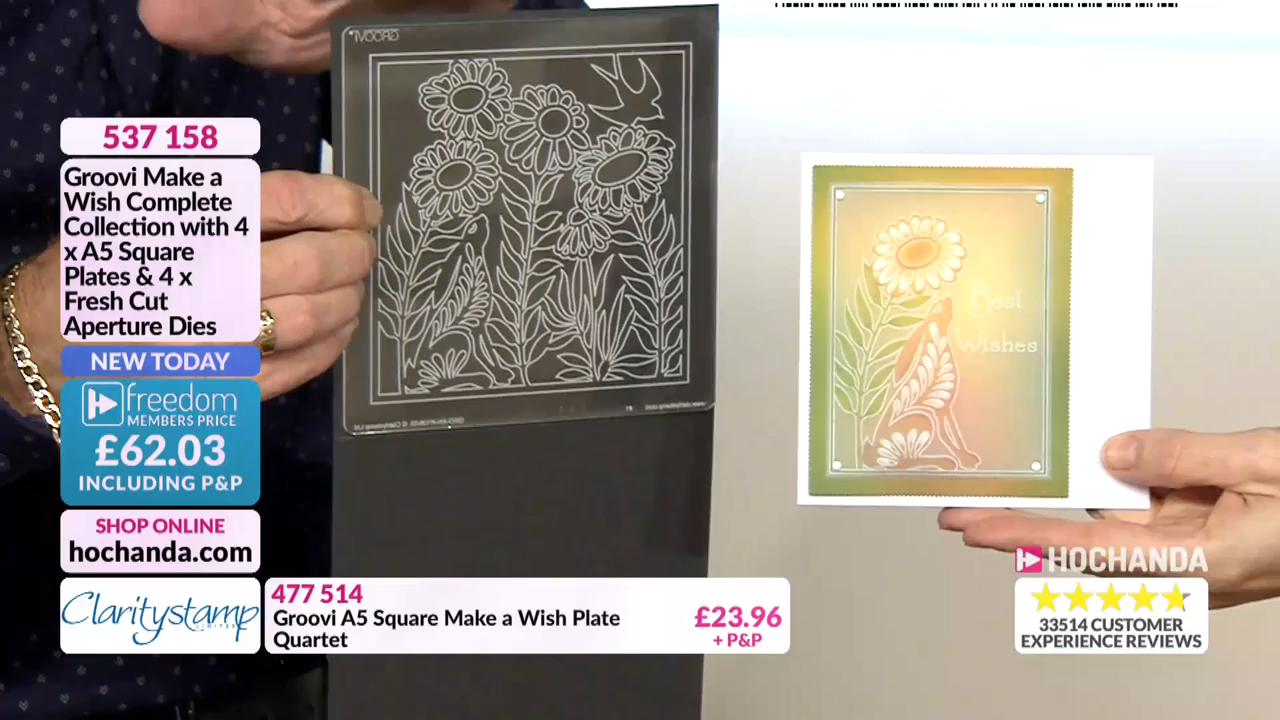 GROOVI
537 158
Groovi Make a
Wish Complete
Collection with 4
x A5 Square
Plates & 4 x
Fresh Cut
Aperture Dies
NEW TODAY
freedom
MEMBERS PRICE
£62.03
INCLUDING P&P
SHOP ONLINE
hochanda.com
Claritystamp
LIMITED
477 514
Groovi A5 Square Make a Wish Plate
Quartet
£23.96
+ P&P
Best
Wishes
HOCHANDA
33514 CUSTOMER
EXPERIENCE REVIEWS